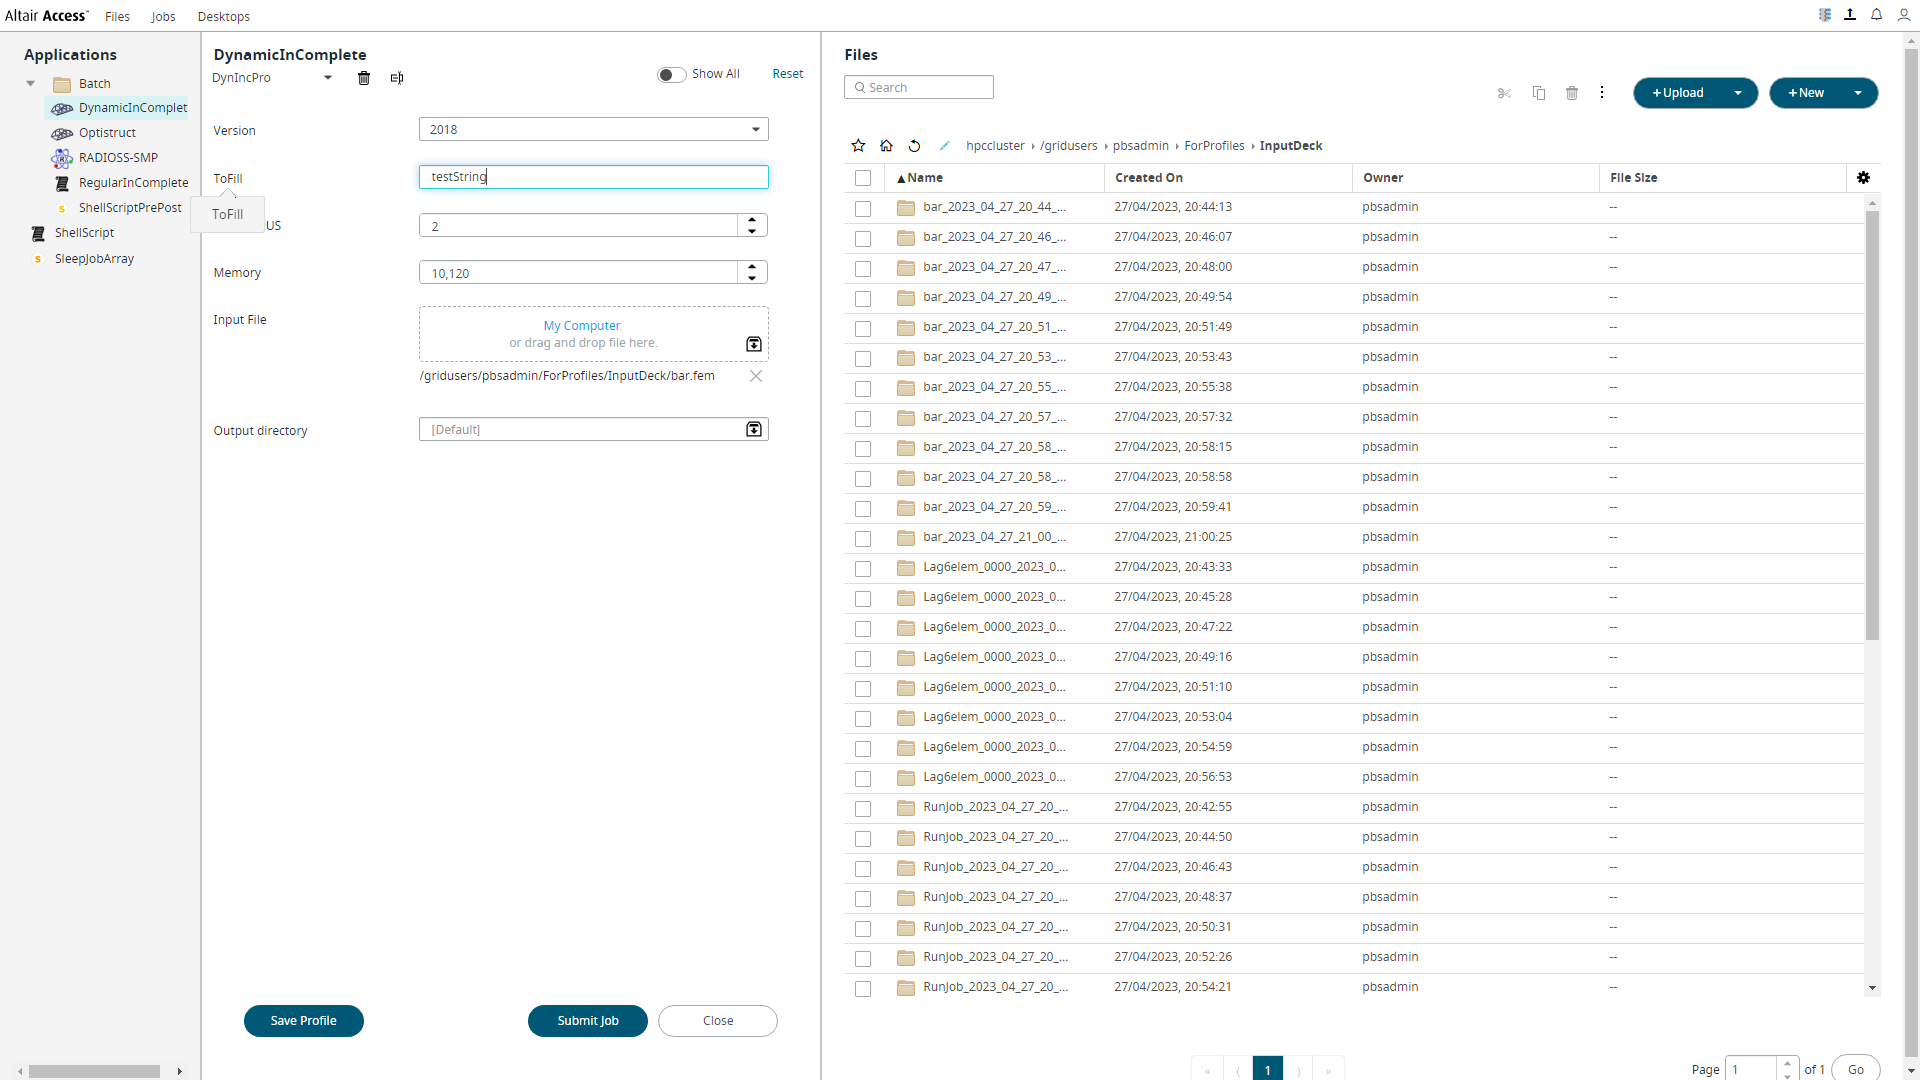 Altair Access™ Files Jobs Desktops
Applications
Batch
DynamicInComplet
Optistruct
RADIOSS-SMP
RegularInComplete
ShellScriptPrePost
ShellScript
SleepJobArray
DynamicInComplete
DynIncPro
Show All
Reset
Version
2018
ToFill
testString
ToFill
US
2
Memory
10,120
Input File
My Computer
or drag and drop file here.
/gridusers/pbsadmin/ForProfiles/InputDeck/bar.fem
Output directory
[Default]
Save Profile
Submit Job
Close
Files
Search
+Upload
+New
hpccluster › /gridusers › pbsadmin › ForProfiles › InputDeck
▲Name Created On Owner File Size
bar_2023_04_27_20_44_... 27/04/2023, 20:44:13 pbsadmin --
bar_2023_04_27_20_46_... 27/04/2023, 20:46:07 pbsadmin --
bar_2023_04_27_20_47_... 27/04/2023, 20:48:00 pbsadmin --
bar_2023_04_27_20_49_... 27/04/2023, 20:49:54 pbsadmin --
bar_2023_04_27_20_51_... 27/04/2023, 20:51:49 pbsadmin --
bar_2023_04_27_20_53_... 27/04/2023, 20:53:43 pbsadmin --
bar_2023_04_27_20_55_... 27/04/2023, 20:55:38 pbsadmin --
bar_2023_04_27_20_57_... 27/04/2023, 20:57:32 pbsadmin --
bar_2023_04_27_20_58_... 27/04/2023, 20:58:15 pbsadmin --
bar_2023_04_27_20_58_... 27/04/2023, 20:58:58 pbsadmin --
bar_2023_04_27_20_59_... 27/04/2023, 20:59:41 pbsadmin --
bar_2023_04_27_21_00_... 27/04/2023, 21:00:25 pbsadmin --
Lag6elem_0000_2023_0... 27/04/2023, 20:43:33 pbsadmin --
Lag6elem_0000_2023_0... 27/04/2023, 20:45:28 pbsadmin --
Lag6elem_0000_2023_0... 27/04/2023, 20:47:22 pbsadmin --
Lag6elem_0000_2023_0... 27/04/2023, 20:49:16 pbsadmin --
Lag6elem_0000_2023_0... 27/04/2023, 20:51:10 pbsadmin --
Lag6elem_0000_2023_0... 27/04/2023, 20:53:04 pbsadmin --
Lag6elem_0000_2023_0... 27/04/2023, 20:54:59 pbsadmin --
Lag6elem_0000_2023_0... 27/04/2023, 20:56:53 pbsadmin --
RunJob_2023_04_27_20_... 27/04/2023, 20:42:55 pbsadmin --
RunJob_2023_04_27_20_... 27/04/2023, 20:44:50 pbsadmin --
RunJob_2023_04_27_20_... 27/04/2023, 20:46:43 pbsadmin --
RunJob_2023_04_27_20_... 27/04/2023, 20:48:37 pbsadmin --
RunJob_2023_04_27_20_... 27/04/2023, 20:50:31 pbsadmin --
RunJob_2023_04_27_20_... 27/04/2023, 20:52:26 pbsadmin --
RunJob_2023_04_27_20_... 27/04/2023, 20:54:21 pbsadmin --
« ⟨ 1 ⟩ » Page 1 of 1 Go